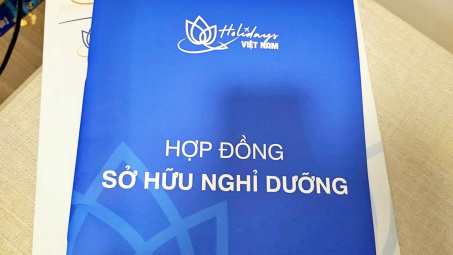 Holidays
VIỆT NAM
HỢP ĐỒNG
SỞ HỮU NGHỈ DƯỠNG